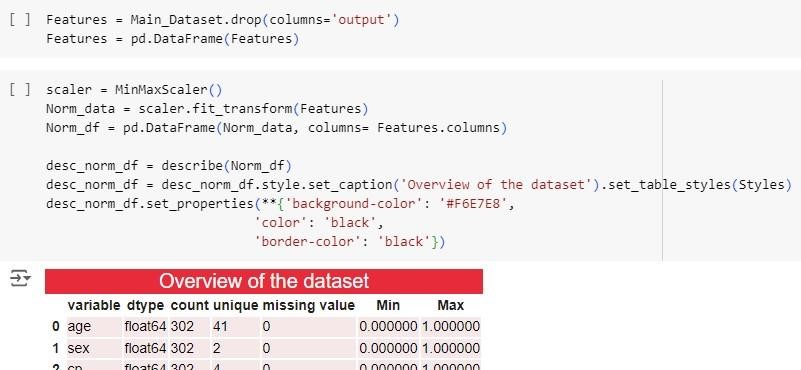 [ ] Features = Main_Dataset.drop(columns='output')
Features = pd.DataFrame(Features)
[ ] scaler = MinMaxScaler()
Norm_data = scaler.fit_transform(Features)
Norm_df = pd.DataFrame(Norm_data, columns= Features.columns)
desc_norm_df = describe(Norm_df)
desc_norm_df = desc_norm_df.style.set_caption('Overview of the dataset').set_table_styles(Styles)
desc_norm_df.set_properties(**{'background-color': '#F6E7E8',
'color': 'black',
'border-color': 'black'})
Overview of the dataset
variable dtype count unique missing value Min Max
0 age float64 302 41 0 0.000000 1.000000
1 sex float64 302 2 0 0.000000 1.000000
2 cp float64 302 4 0 0.000000 1.000000